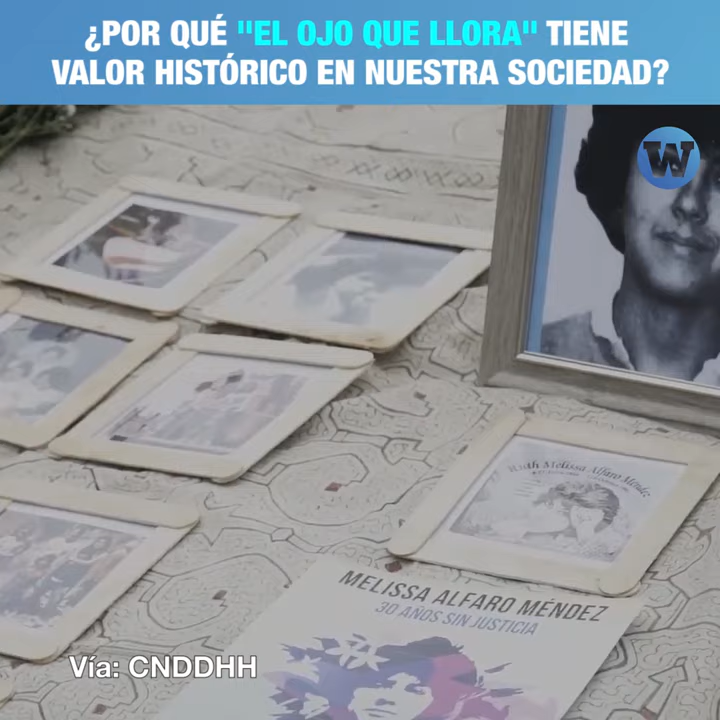 ¿POR QUÉ "EL OJO QUE LLORA" TIENE
VALOR HISTÓRICO EN NUESTRA SOCIEDAD?
W
Ruth Melissa Alfaro Méndez
MELISSA ALFARO MÉNDEZ
30 AÑOS SIN JUSTICIA
Vía: CNDDHH